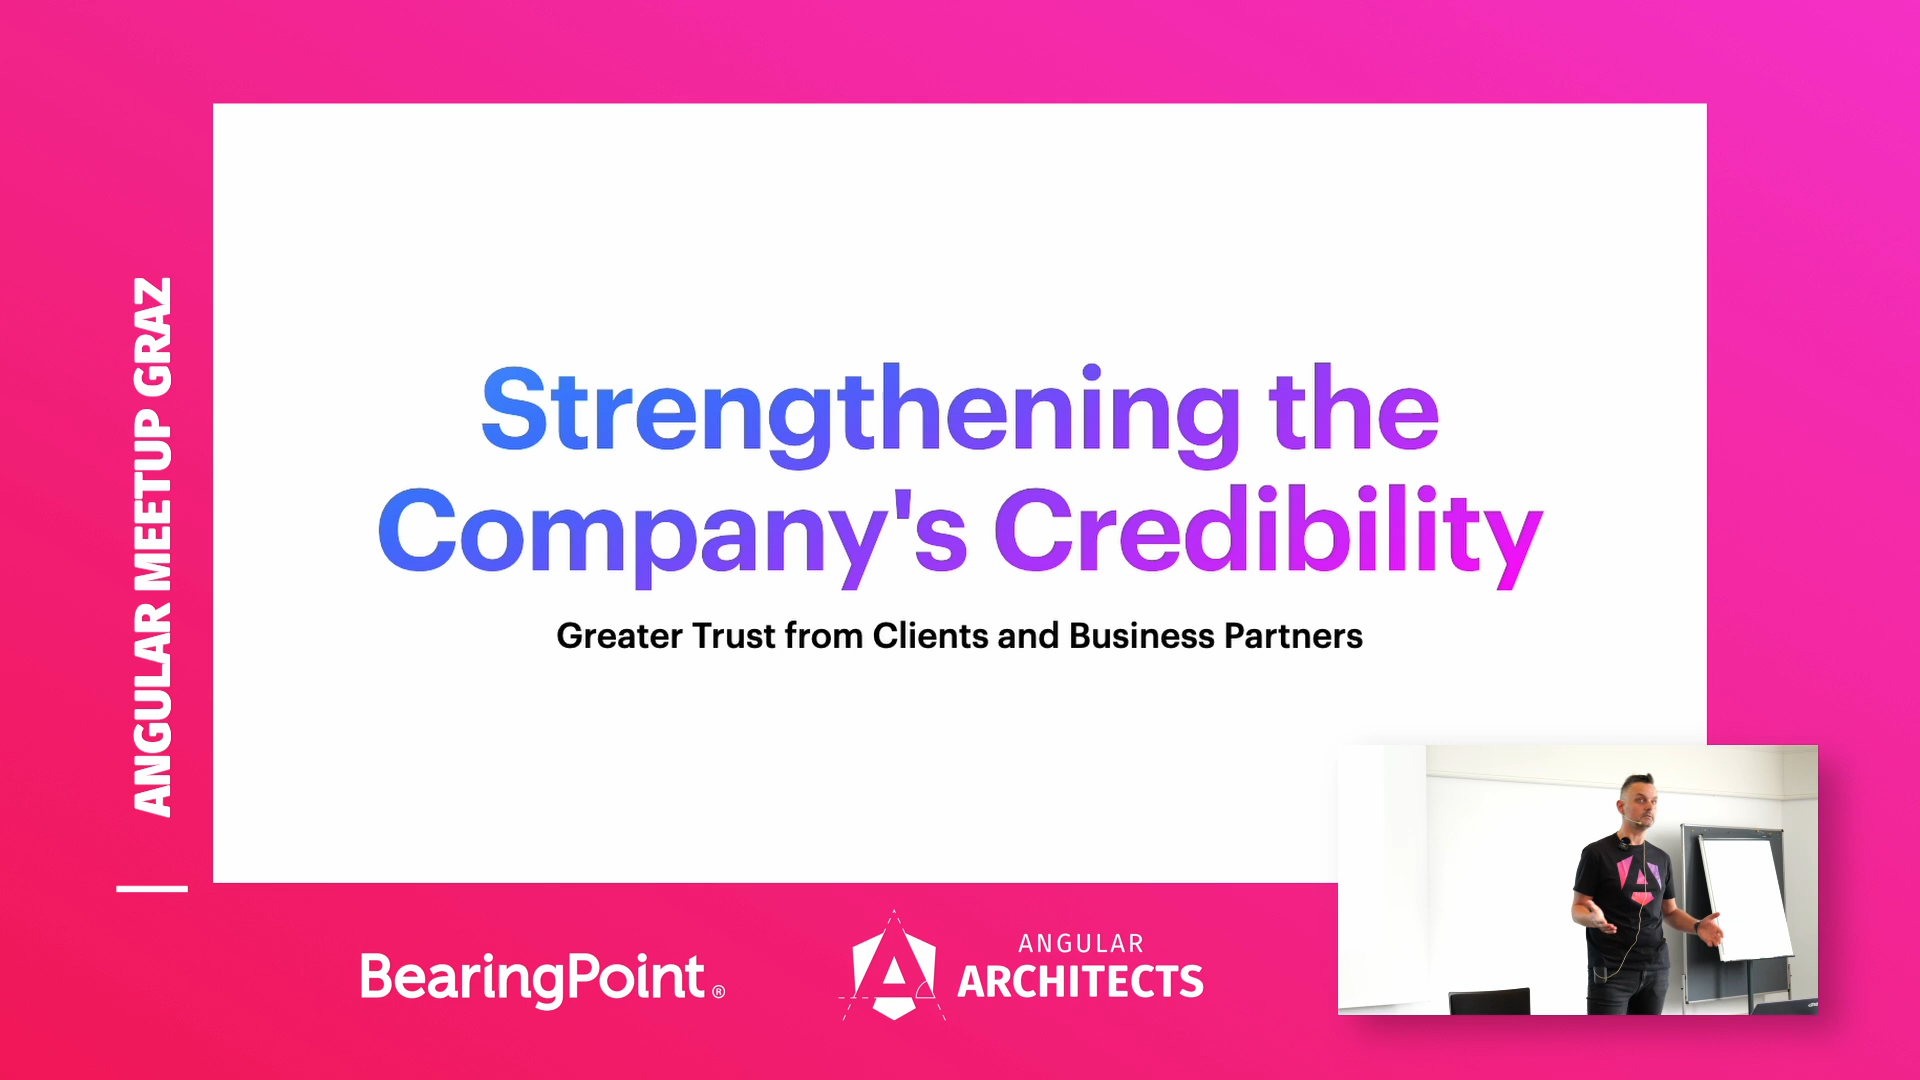 ANGULAR MEETUP GRAZ
Strengthening the
Company's Credibility
Greater Trust from Clients and Business Partners
BearingPoint®
ANGULAR
ARCHITECTS